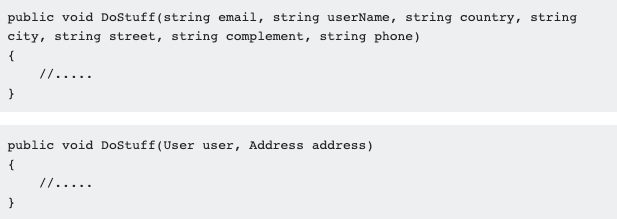 public void DoStuff(string email, string userName, string country, string
city, string street, string complement, string phone)
{
    //.....
}
public void DoStuff(User user, Address address)
{
    //.....
}